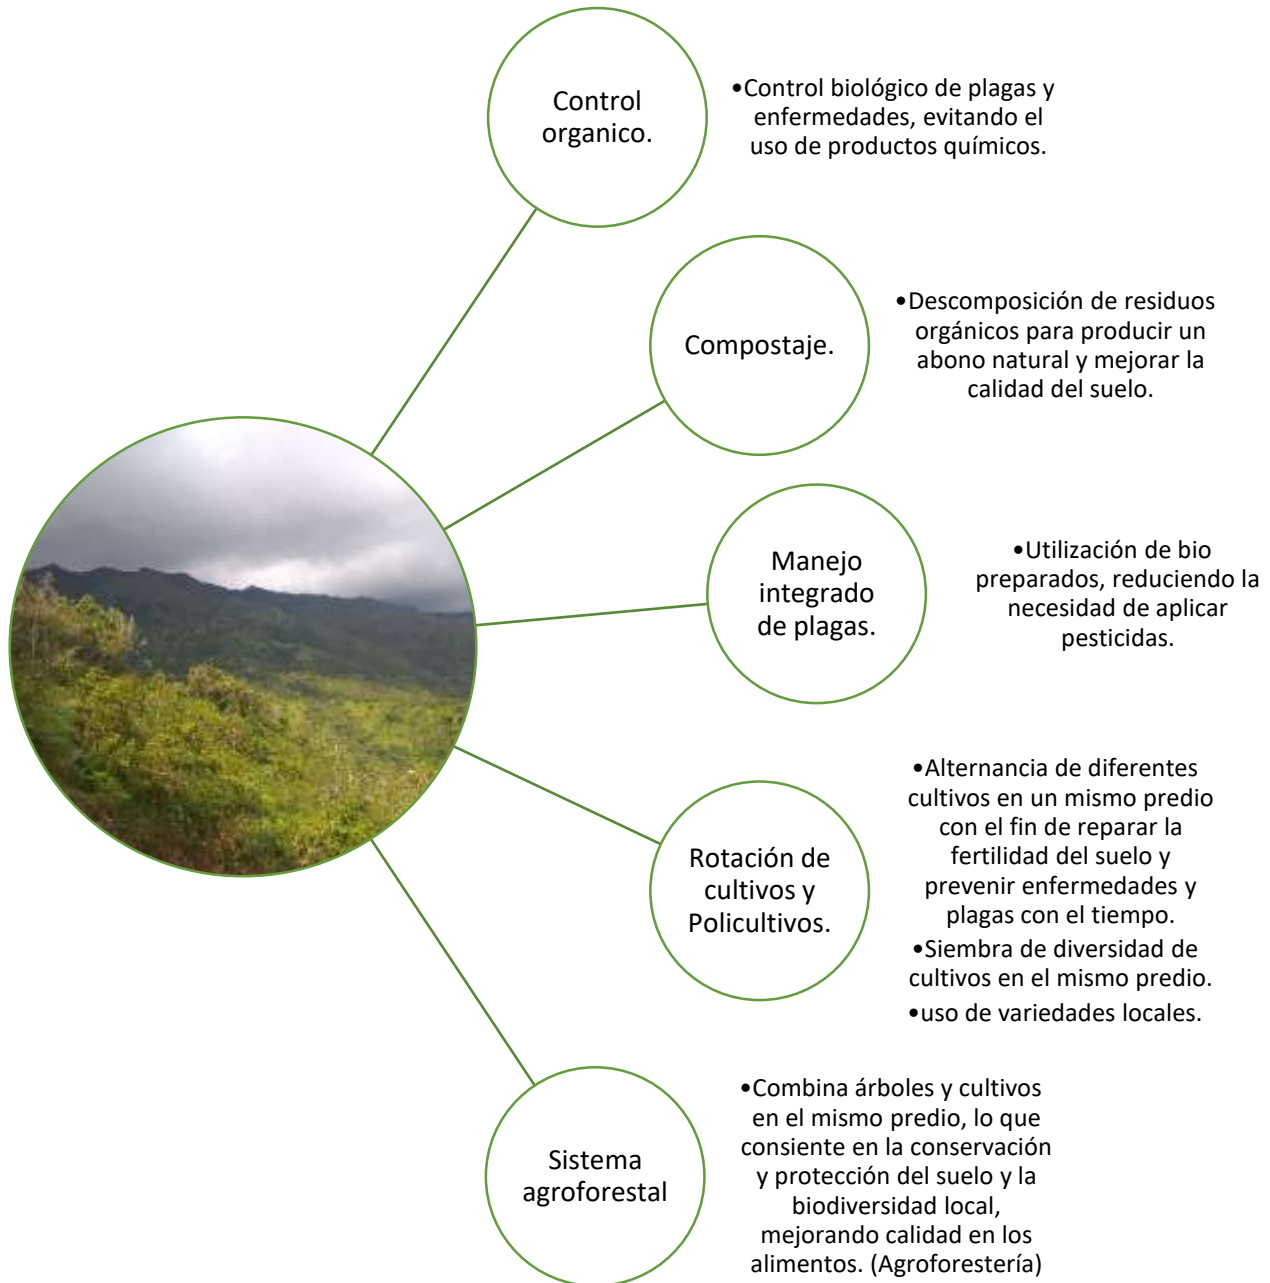 Control
organico.
•Control biológico de plagas y
enfermedades, evitando el
uso de productos químicos.
Compostaje.
•Descomposición de residuos
orgánicos para producir un
abono natural y mejorar la
calidad del suelo.
Manejo
integrado
de plagas.
•Utilización de bio
preparados, reduciendo la
necesidad de aplicar
pesticidas.
Rotación de
cultivos y
Policultivos.
•Alternancia de diferentes
cultivos en un mismo predio
con el fin de reparar la
fertilidad del suelo y
prevenir enfermedades y
plagas con el tiempo.
•Siembra de diversidad de
cultivos en el mismo predio.
•uso de variedades locales.
Sistema
agroforestal
•Combina árboles y cultivos
en el mismo predio, lo que
consiente en la conservación
y protección del suelo y la
biodiversidad local,
mejorando calidad en los
alimentos. (Agroforestería)